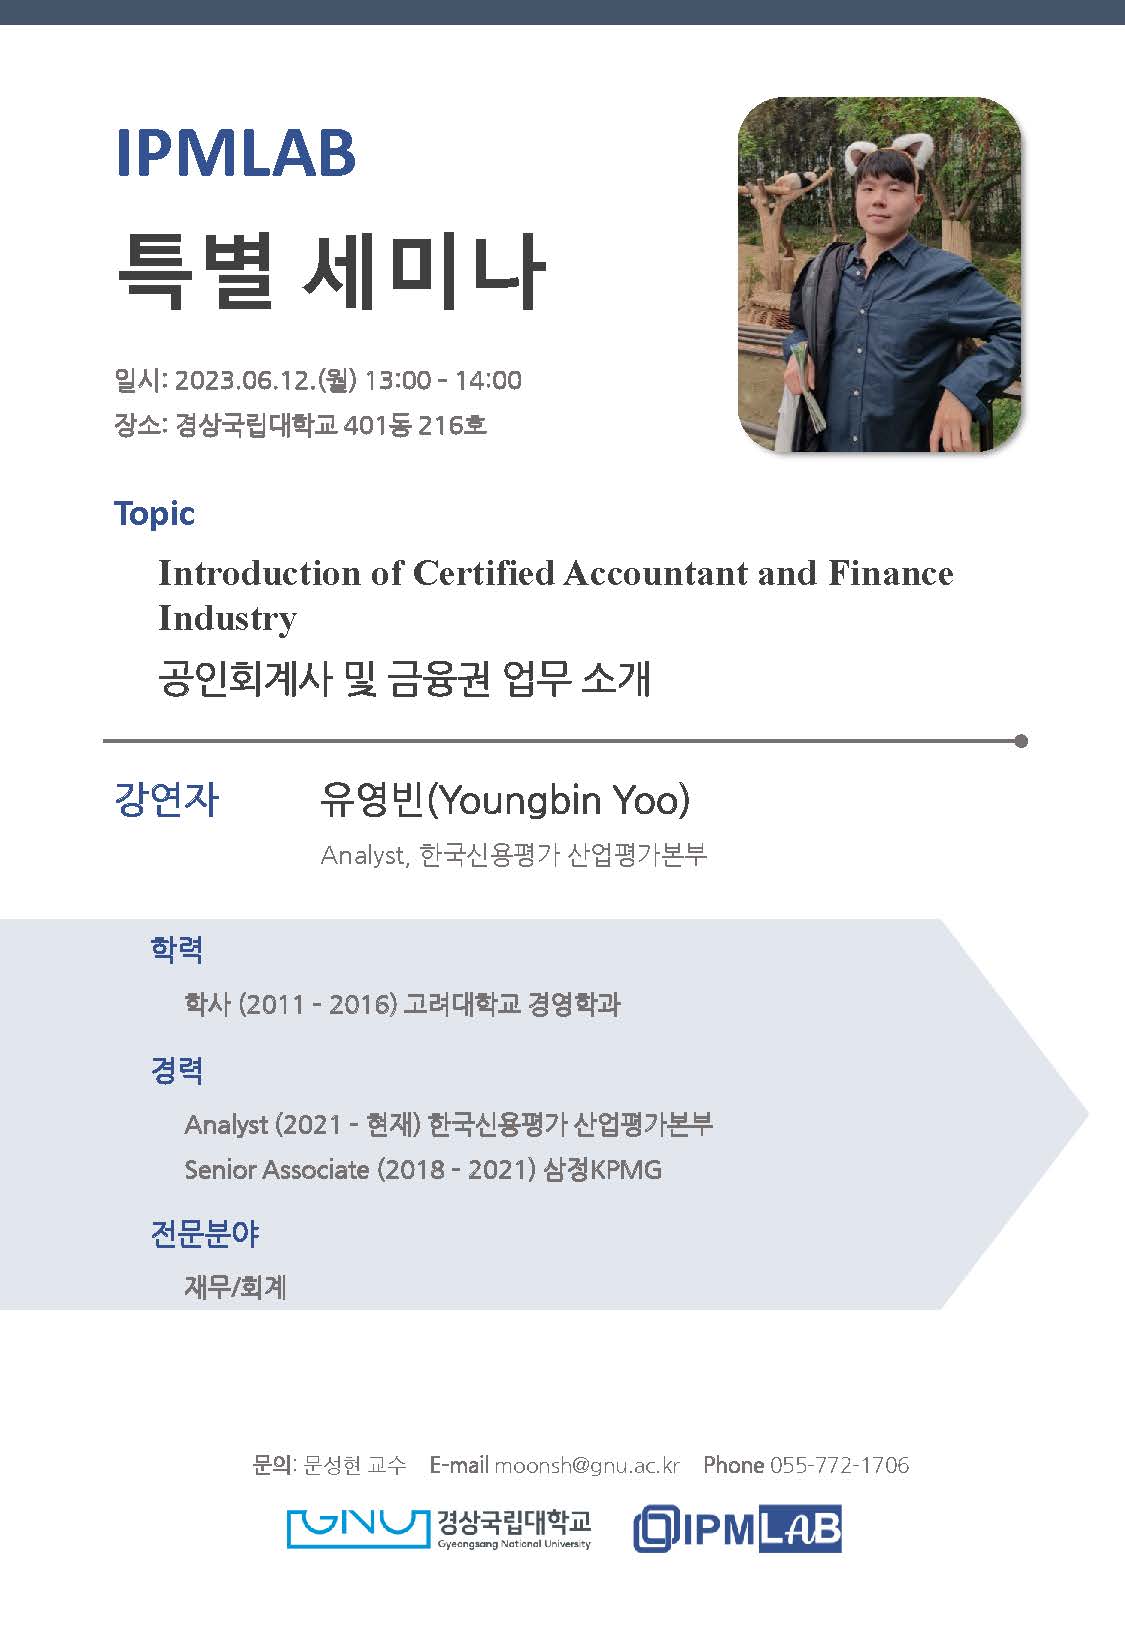 IPMLAB
특별 세미나
일시: 2023.06.12.(월) 13:00 - 14:00
장소: 경상국립대학교 401동 216호
Topic
Introduction of Certified Accountant and Finance
Industry
공인회계사 및 금융권 업무 소개
강연자 유영빈(Youngbin Yoo)
Analyst, 한국신용평가 산업평가본부
학력
학사 (2011 - 2016) 고려대학교 경영학과
경력
Analyst (2021 - 현재) 한국신용평가 산업평가본부
Senior Associate (2018 - 2021) 삼정KPMG
전문분야
재무/회계
문의: 문성현 교수 E-mail moonsh@gnu.ac.kr Phone 055-772-1706
GNU 경상국립대학교 IPMLAB
Gyeongsang National University